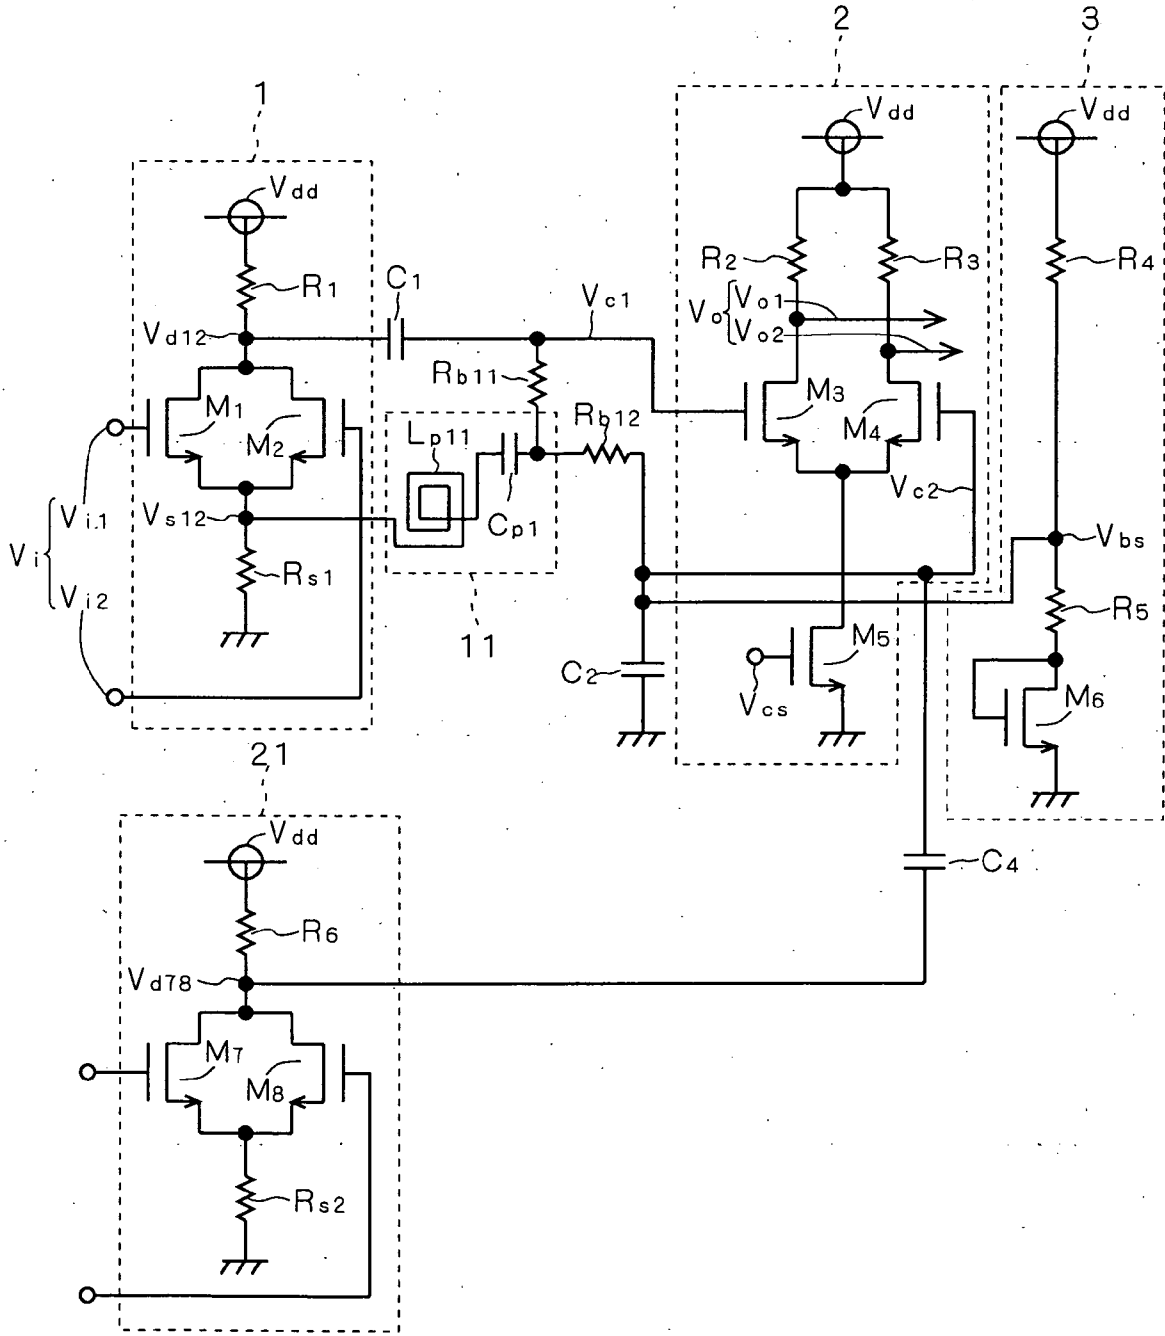 1
2
3
Vdd
Vdd
Vdd
R1
C1
Vc1
R2
R3
R4
Vo
Vo1
Vo2
Vd12
Rb11
M1
M2
Lp11
Rb12
M3
M4
Vc2
Vi
Vi.1
Vs12
Cp1
Vbs
Vi2
Rs1
11
C2
M5
Vcs
R5
M6
21
Vdd
C4
R6
Vd78
M7
M8
Rs2